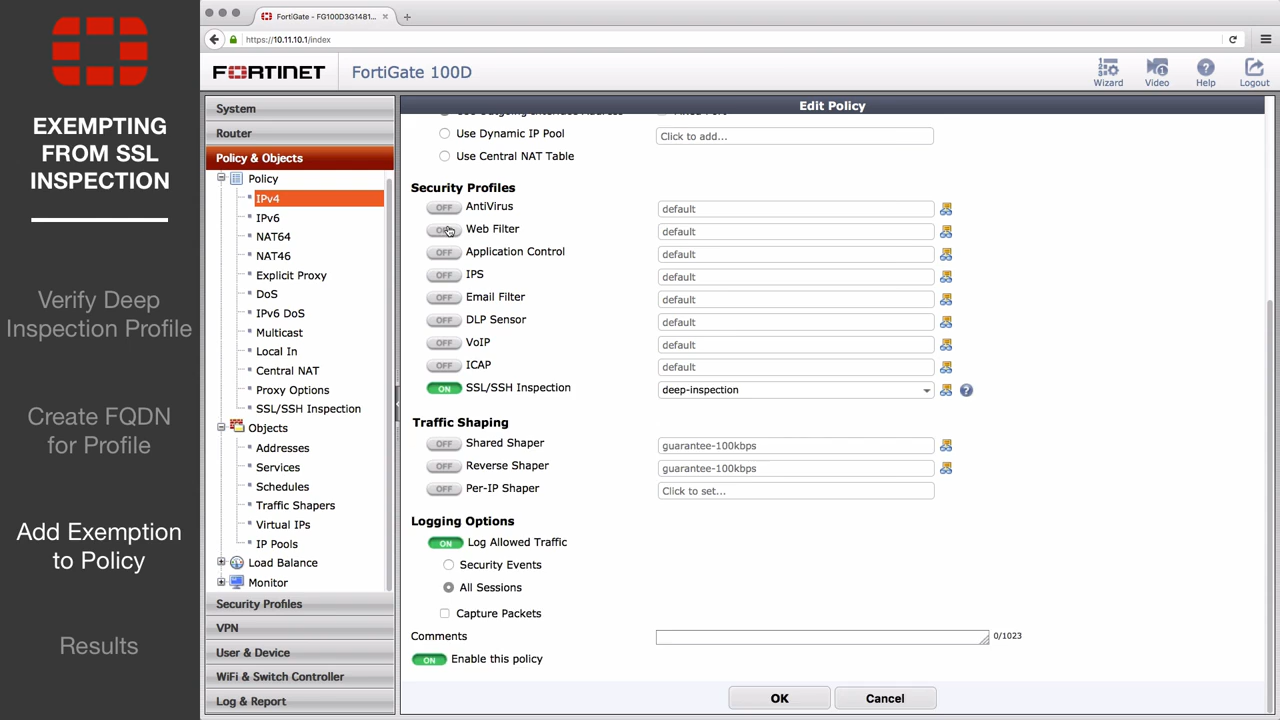 EXEMPTING
FROM SSL
INSPECTION
Verify Deep
Inspection Profile
Create FQDN
for Profile
Add Exemption
to Policy
Results
FortiGate - FG100D3G1481...
https://10.11.10.1/index
FORTINET
FortiGate 100D
Wizard
Video
Help
Logout
System
Router
Policy & Objects
Policy
IPv4
IPv6
NAT64
NAT46
Explicit Proxy
DoS
IPv6 DoS
Multicast
Local In
Central NAT
Proxy Options
SSL/SSH Inspection
Objects
Addresses
Services
Schedules
Traffic Shapers
Virtual IPs
IP Pools
Load Balance
Monitor
Security Profiles
VPN
User & Device
WiFi & Switch Controller
Log & Report
Edit Policy
Use Dynamic IP Pool
Click to add...
Use Central NAT Table
Security Profiles
OFF AntiVirus default
Web Filter default
OFF Application Control default
OFF IPS default
OFF Email Filter default
OFF DLP Sensor default
OFF VoIP default
OFF ICAP default
ON SSL/SSH Inspection deep-inspection
Traffic Shaping
OFF Shared Shaper guarantee-100kbps
OFF Reverse Shaper guarantee-100kbps
OFF Per-IP Shaper Click to set...
Logging Options
ON Log Allowed Traffic
Security Events
All Sessions
Capture Packets
Comments 0/1023
ON Enable this policy
OK
Cancel